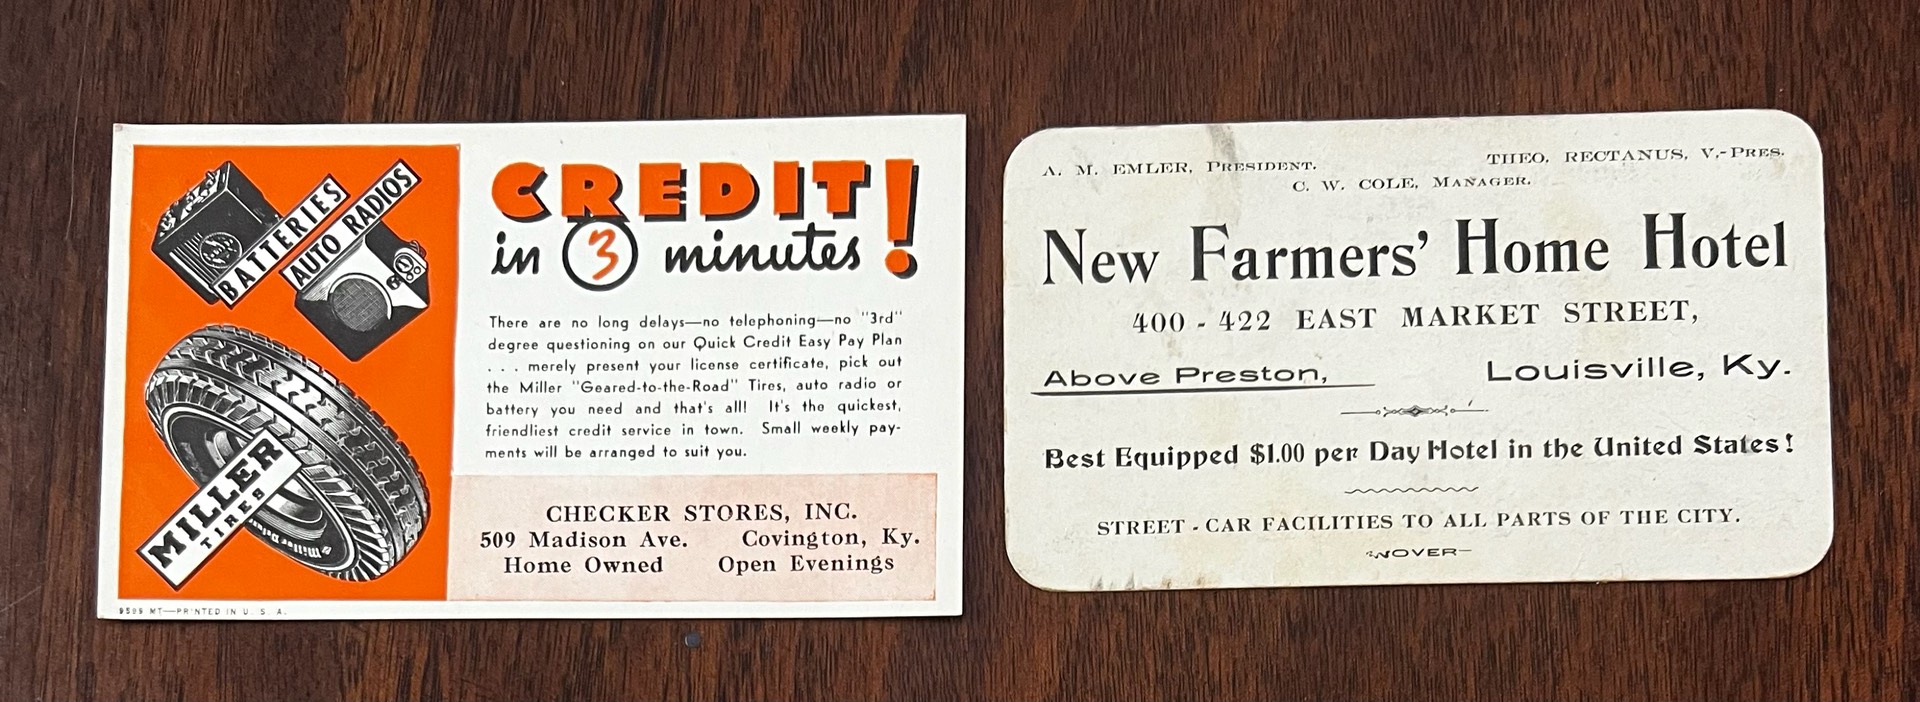 BATTERIES
AUTO RADIOS
MILLER
TIRES
CREDIT!
in 3 minutes
There are no long delays—no telephoning—no "3rd"
degree questioning on our Quick Credit Easy Pay Plan
. . . merely present your license certificate, pick out
the Miller "Geared-to-the-Road" Tires, auto radio or
battery you need and that's all! It's the quickest,
friendliest credit service in town. Small weekly pay-
ments will be arranged to suit you.
CHECKER STORES, INC.
509 Madison Ave. Covington, Ky.
Home Owned Open Evenings
MT—PRINTED IN U. S. A.
A. M. EMLER, PRESIDENT. THEO. RECTANUS, V.-PRES.
C. W. COLE, MANAGER.
New Farmers' Home Hotel
400 - 422 EAST MARKET STREET,
Above Preston, Louisville, Ky.
Best Equipped $1.00 per Day Hotel in the United States!
STREET - CAR FACILITIES TO ALL PARTS OF THE CITY.
OVER